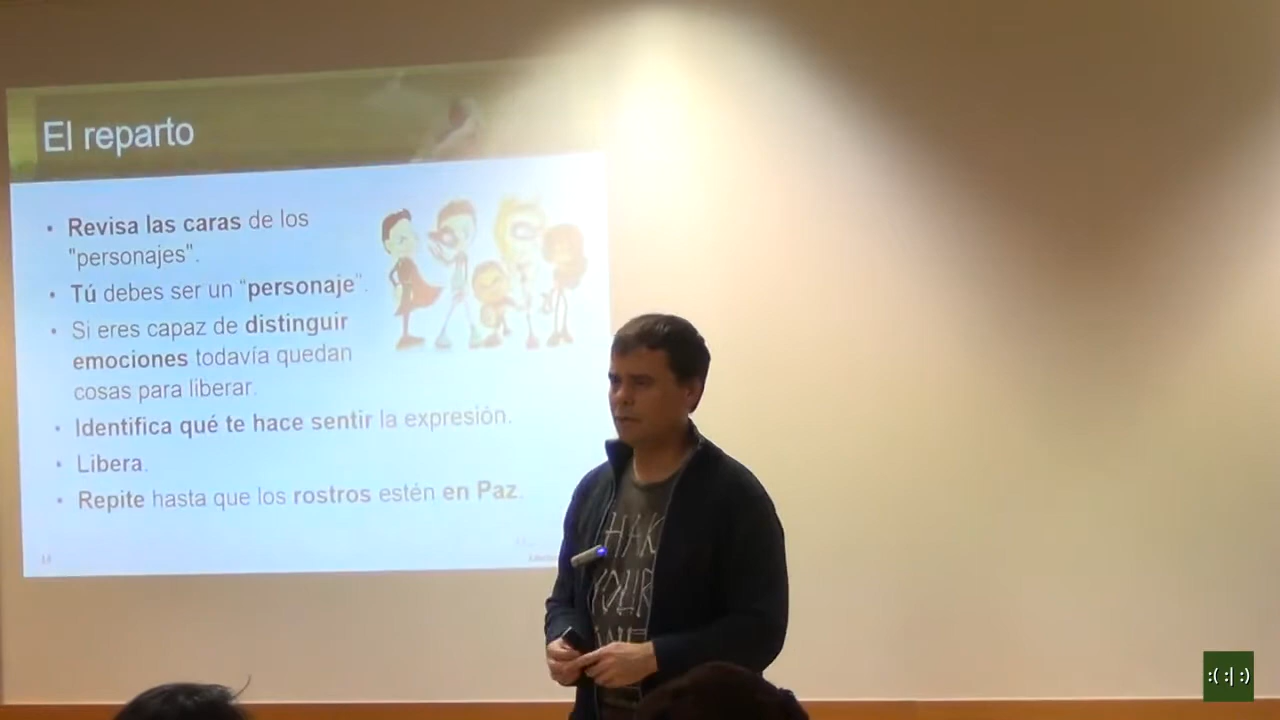 El reparto
• Revisa las caras de los
"personajes".
• Tú debes ser un "personaje".
• Si eres capaz de distinguir
emociones todavía quedan
cosas para liberar.
• Identifica qué te hace sentir la expresión.
• Libera.
• Repite hasta que los rostros estén en Paz.
YOUR
:( :| :)